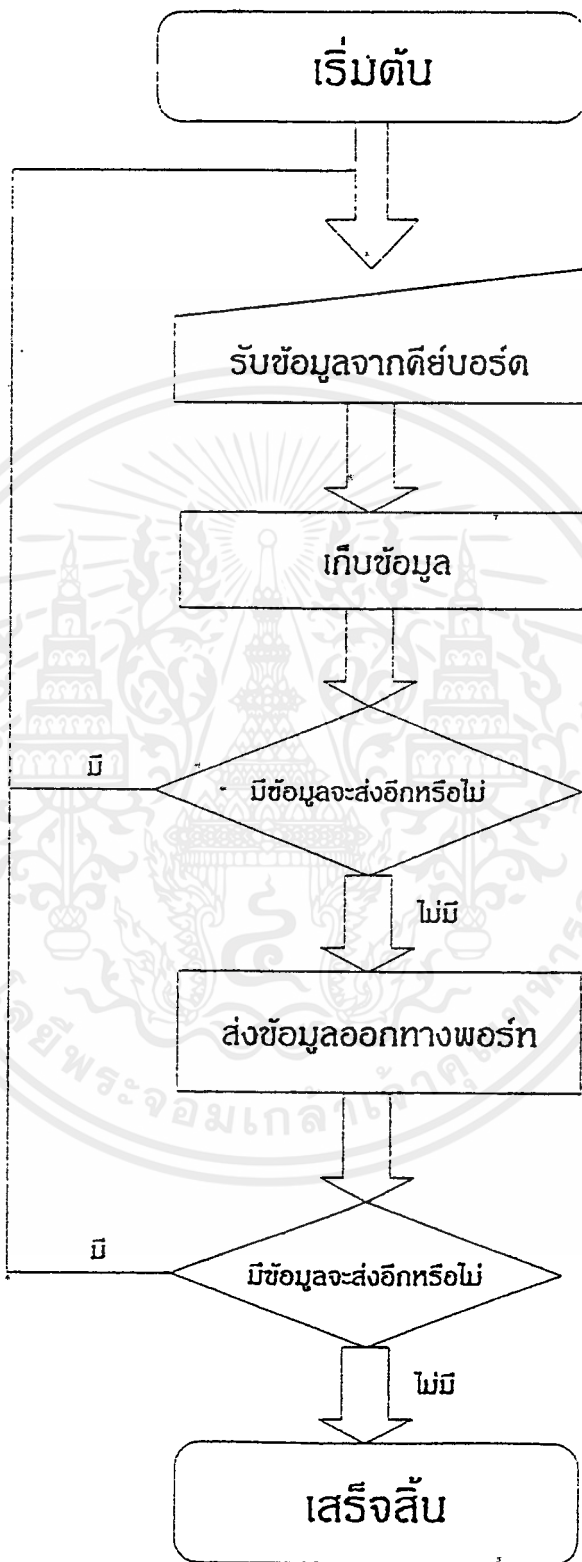 เริ่มต้น
รับข้อมูลจากคีย์บอร์ด
เก็บข้อมูล
มี
มีข้อมูลจะส่งอีกหรือไม่
ไม่มี
ส่งข้อมูลออกทางพอร์ท
มี
มีข้อมูลจะส่งอีกหรือไม่
ไม่มี
เสร็จสิ้น